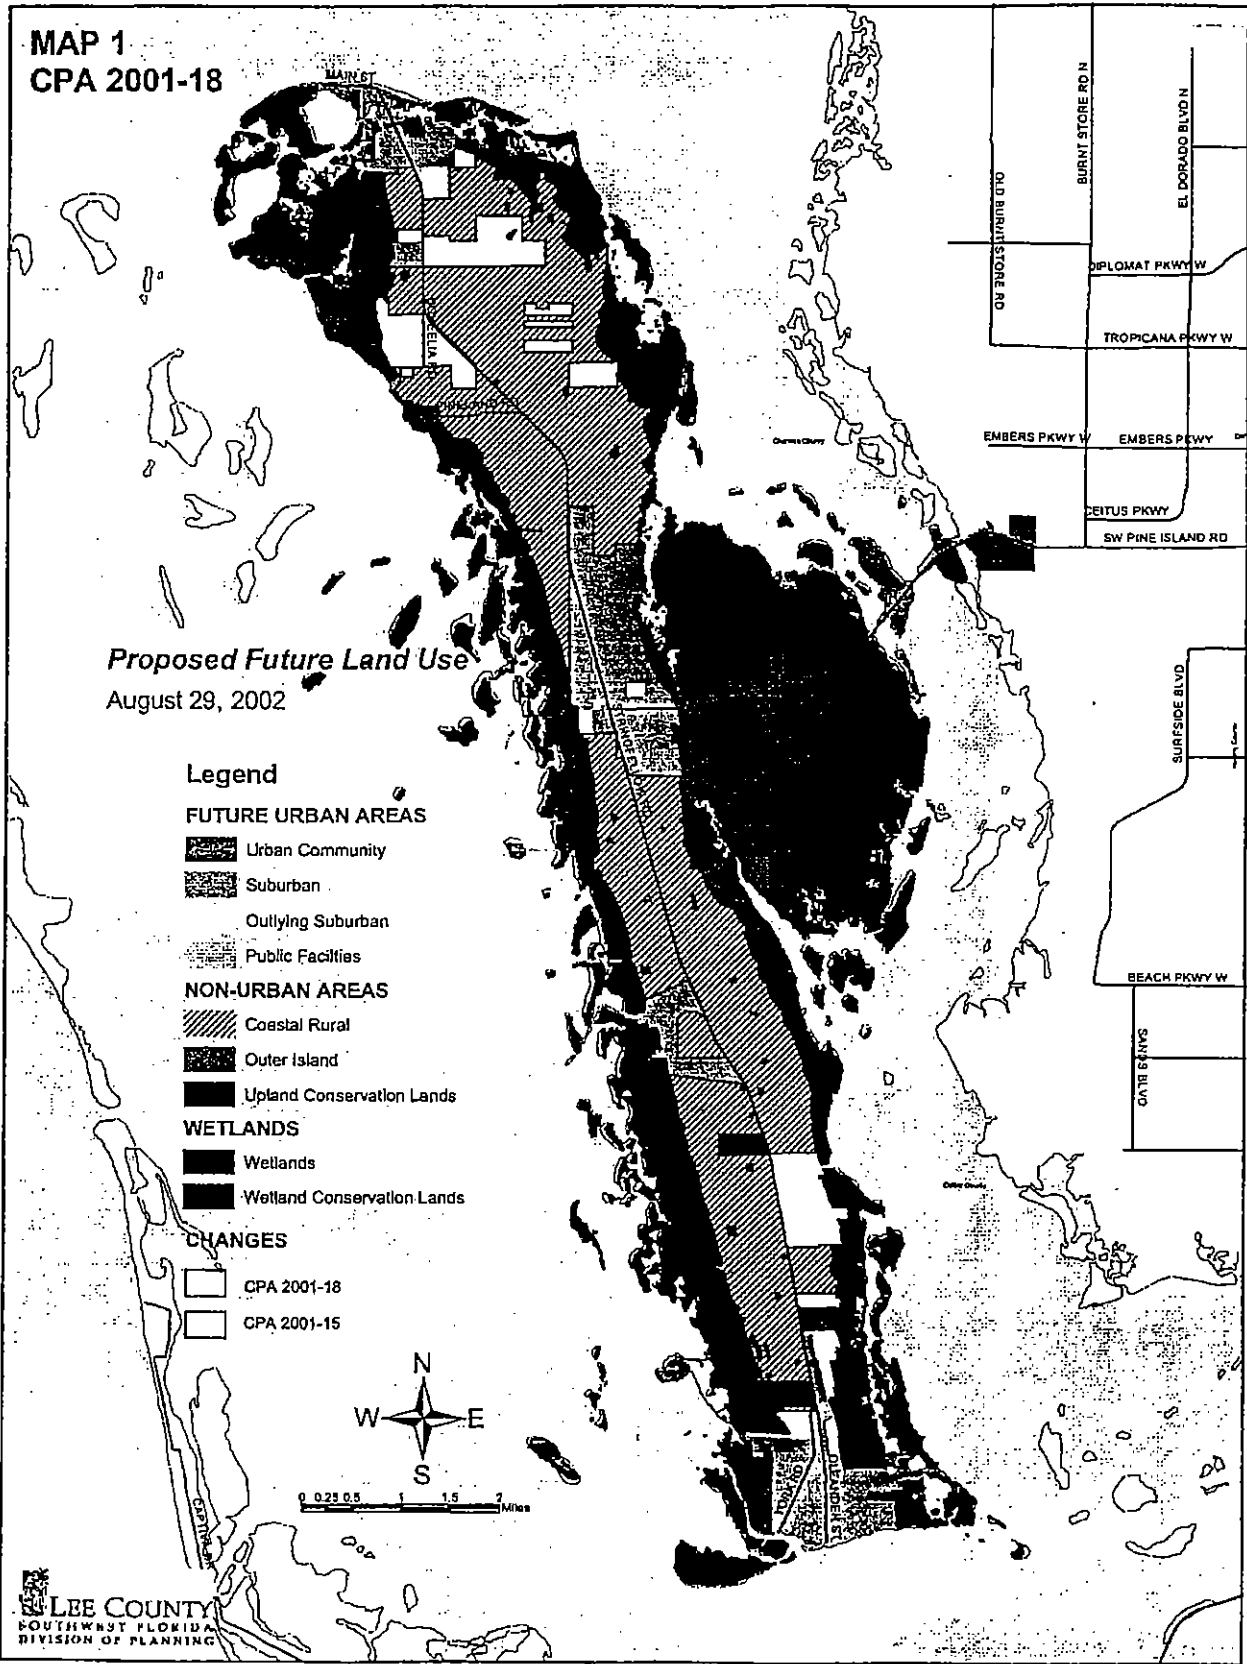 MAP 1
CPA 2001-18
MAIN ST
BURNT STORE RD N
EL DORADO BLVD N
OLD BURNT STORE RD
DIPLOMAT PKWY W
TROPICANA PKWY W
EMBERS PKWY W
EMBERS PKWY
CEITUS PKWY
SW PINE ISLAND RD
Proposed Future Land Use
August 29, 2002
SURFSIDE BLVD
Legend
FUTURE URBAN AREAS
Urban Community
Suburban
Outlying Suburban
Public Facilities
NON-URBAN AREAS
Coastal Rural
Outer Island
Upland Conservation Lands
WETLANDS
Wetlands
Wetland Conservation Lands
CHANGES
CPA 2001-18
CPA 2001-15
BEACH PKWY W
SANDS BLVD
N
W E
S
0 0.25 0.5 1 1.5 2
Miles
OLEANDER ST
LEE COUNTY
SOUTHWEST FLORIDA
DIVISION OF PLANNING